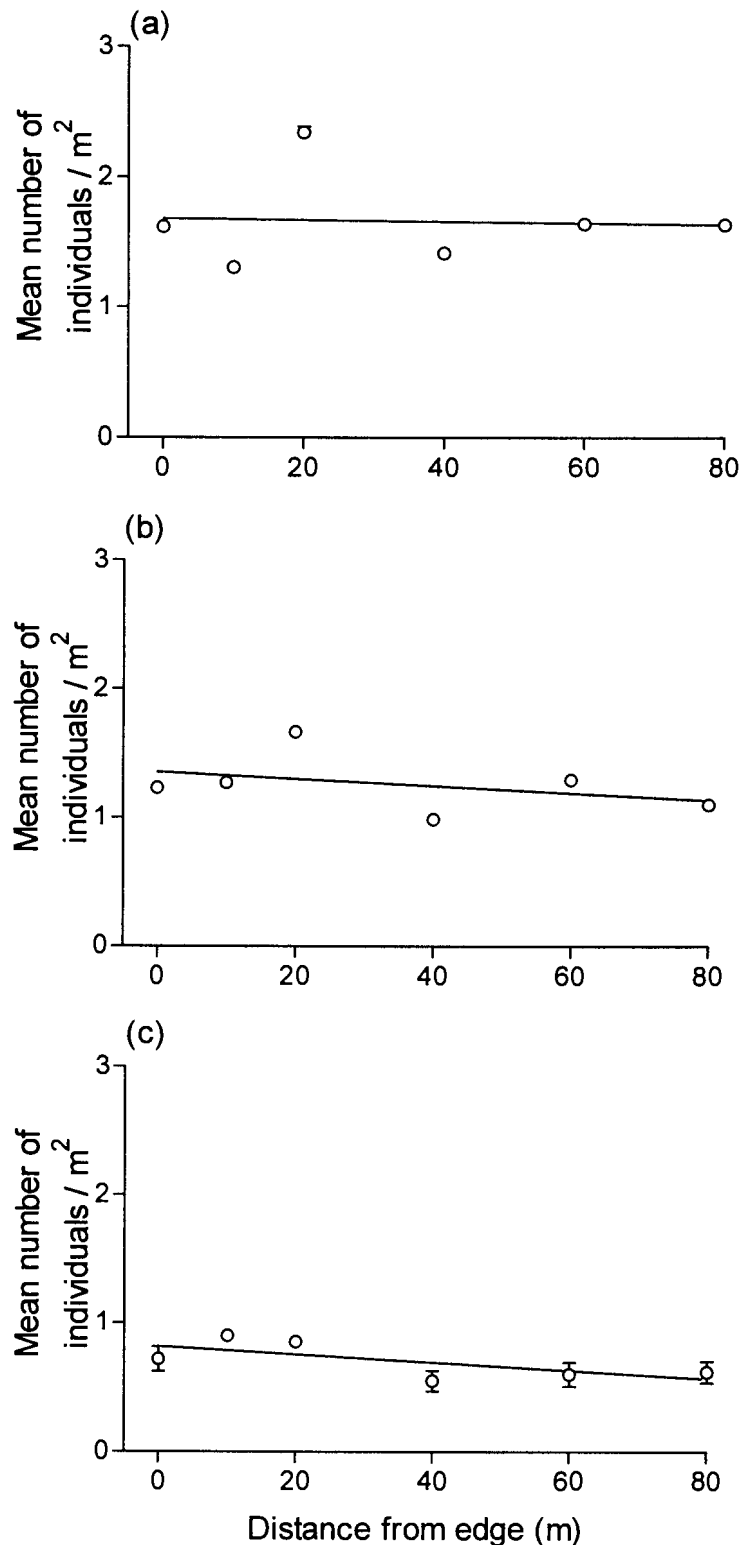 (a)
3
2
1
0
Mean number of
individuals / m²
0 20 40 60 80
(b)
3
2
1
0
Mean number of
individuals / m²
0 20 40 60 80
(c)
3
2
1
0
Mean number of
individuals / m²
0 20 40 60 80
Distance from edge (m)